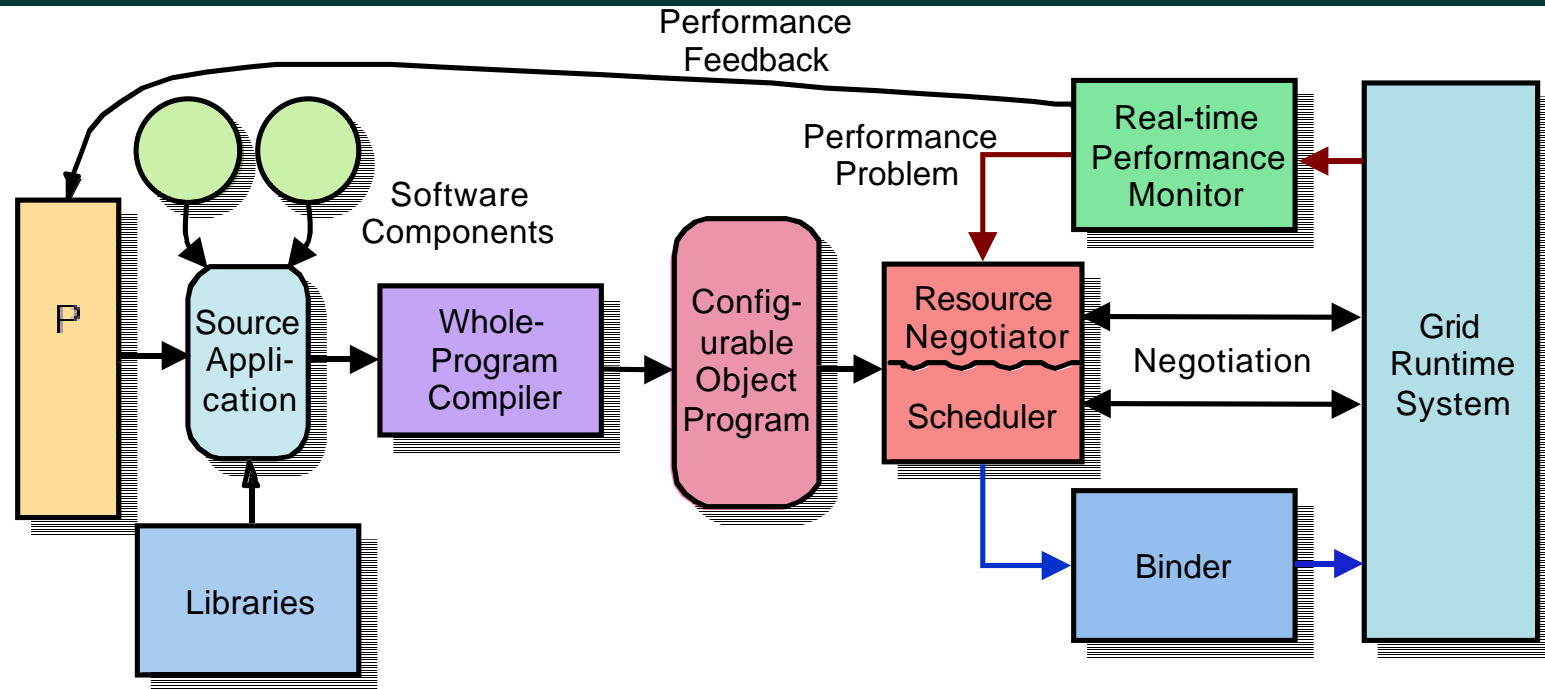 Performance
Feedback
Performance
Problem
Real-time
Performance
Monitor
Software
Components
P
Source
Appli-
cation
Whole-
Program
Compiler
Config-
urable
Object
Program
Resource
Negotiator
Scheduler
Negotiation
Grid
Runtime
System
Libraries
Binder